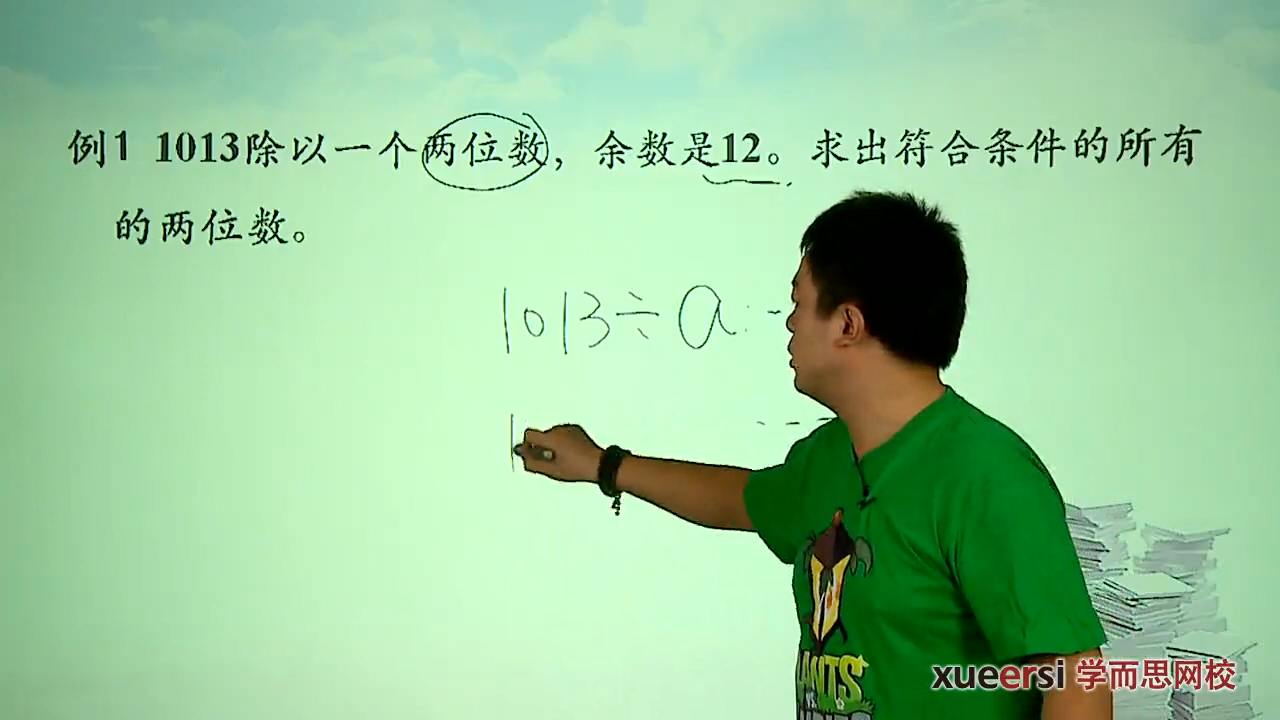 例1 1013除以一个两位数，余数是12。求出符合条件的所有
的两位数。
1013÷a
ANTS
xueersi 学而思网校